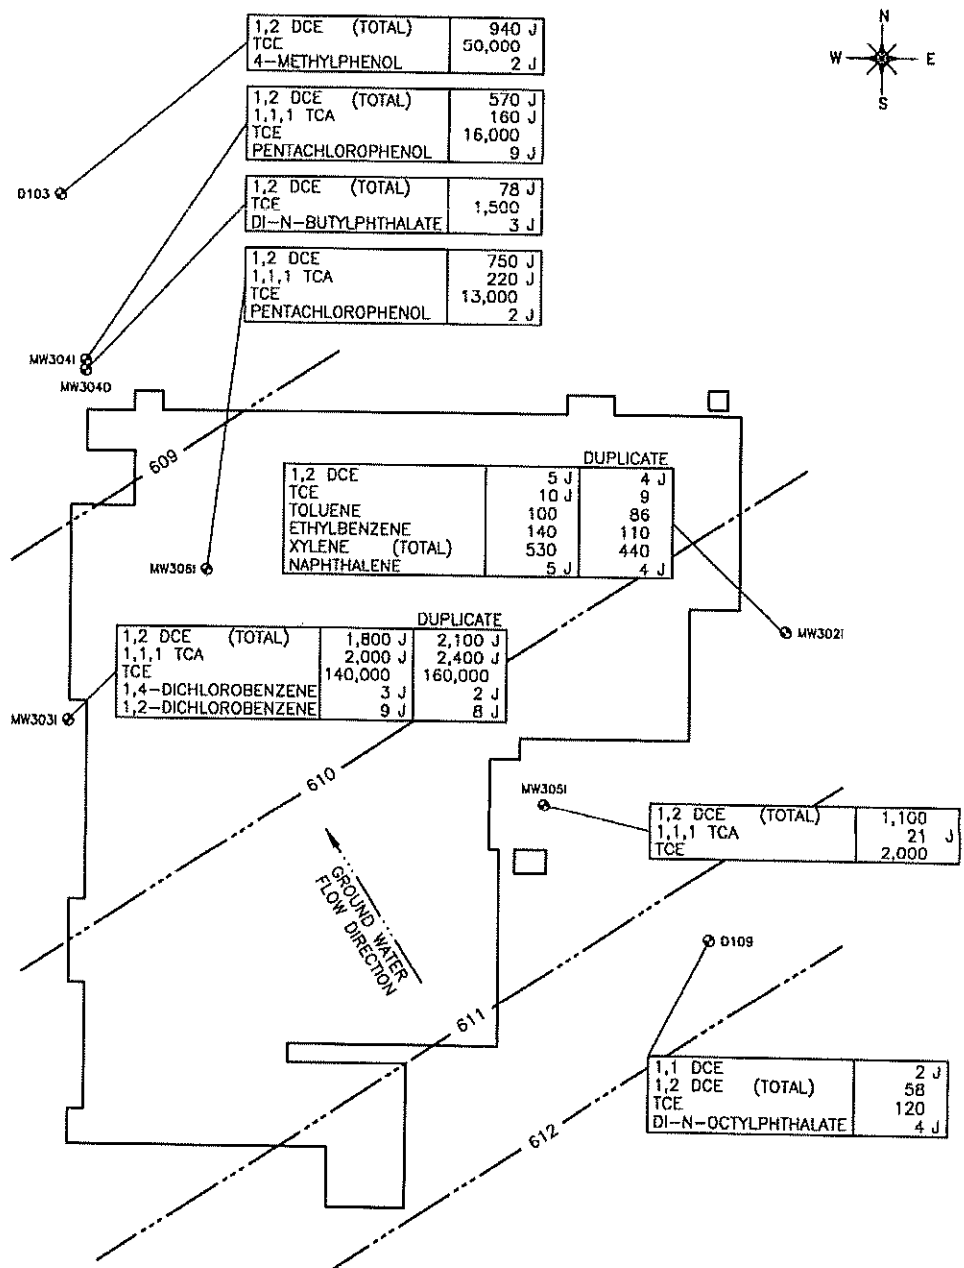 1,2 DCE (TOTAL) 940 J
TCE 50,000
4-METHYLPHENOL 2 J
N
W E
S
1,2 DCE (TOTAL) 570 J
1,1,1 TCA 160 J
TCE 16,000
PENTACHLOROPHENOL 9 J
D103
1,2 DCE (TOTAL) 78 J
TCE 1,500
DI-N-BUTYLPHTHALATE 3 J
1,2 DCE 750 J
1,1,1 TCA 220 J
TCE 13,000
PENTACHLOROPHENOL 2 J
MW304I
MW304D
609
DUPLICATE
1,2 DCE 5 J 4 J
TCE 10 J 9
TOLUENE 100 86
ETHYLBENZENE 140 110
XYLENE (TOTAL) 530 440
NAPHTHALENE 5 J 4 J
MW306I
MW302I
DUPLICATE
1,2 DCE (TOTAL) 1,800 J 2,100 J
1,1,1 TCA 2,000 J 2,400 J
TCE 140,000 160,000
1,4-DICHLOROBENZENE 3 J 2 J
1,2-DICHLOROBENZENE 9 J 8 J
MW303I
610
MW305I
1,2 DCE (TOTAL) 1,100
1,1,1 TCA 21 J
TCE 2,000
GROUND WATER
FLOW DIRECTION
D109
611
1,1 DCE 2 J
1,2 DCE (TOTAL) 58
TCE 120
DI-N-OCTYLPHTHALATE 4 J
612